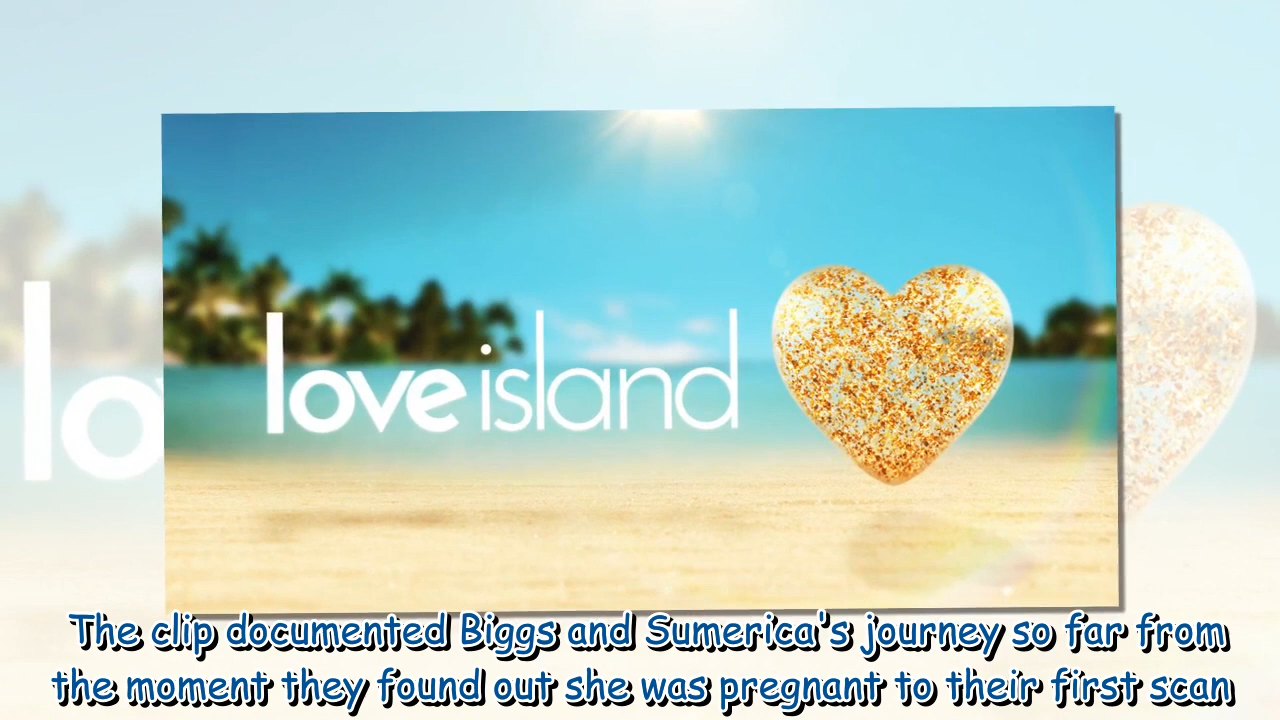 lo
love island
The clip documented Biggs and Sumerica's journey so far from
the moment they found out she was pregnant to their first scan